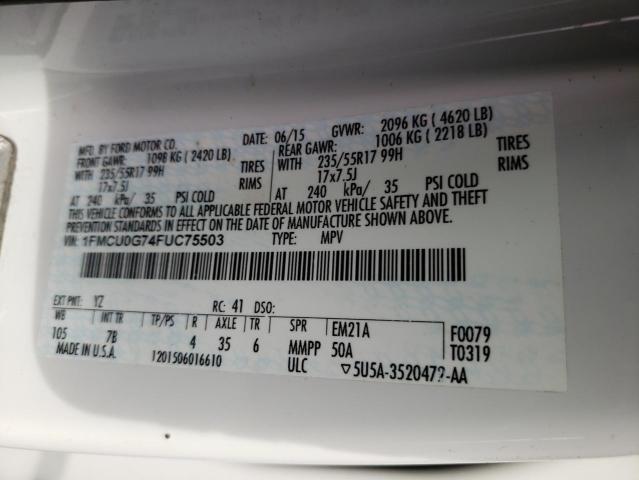 MFD. BY FORD MOTOR CO. DATE: 06/15 GVWR: 2096 KG ( 4620 LB)
FRONT GAWR: 1098 KG ( 2420 LB) REAR GAWR: 1006 KG ( 2218 LB)
WITH 235/55R17 99H TIRES WITH 235/55R17 99H TIRES
17x7.5J RIMS 17x7.5J RIMS
AT 240 kPa/ 35 PSI COLD AT 240 kPa/ 35 PSI COLD
THIS VEHICLE CONFORMS TO ALL APPLICABLE FEDERAL MOTOR VEHICLE SAFETY AND THEFT
PREVENTION STANDARDS IN EFFECT ON THE DATE OF MANUFACTURE SHOWN ABOVE.
VIN: 1FMCU0G74FUC75503 TYPE: MPV
EXT PNT: YZ RC: 41 DSO:
WB INT TR TP/PS R AXLE TR SPR EM21A F0079
105 7B 4 35 6 MMPP 50A T0319
MADE IN U.S.A. 1201506016610 ULC ▽5U5A-3520472-AA